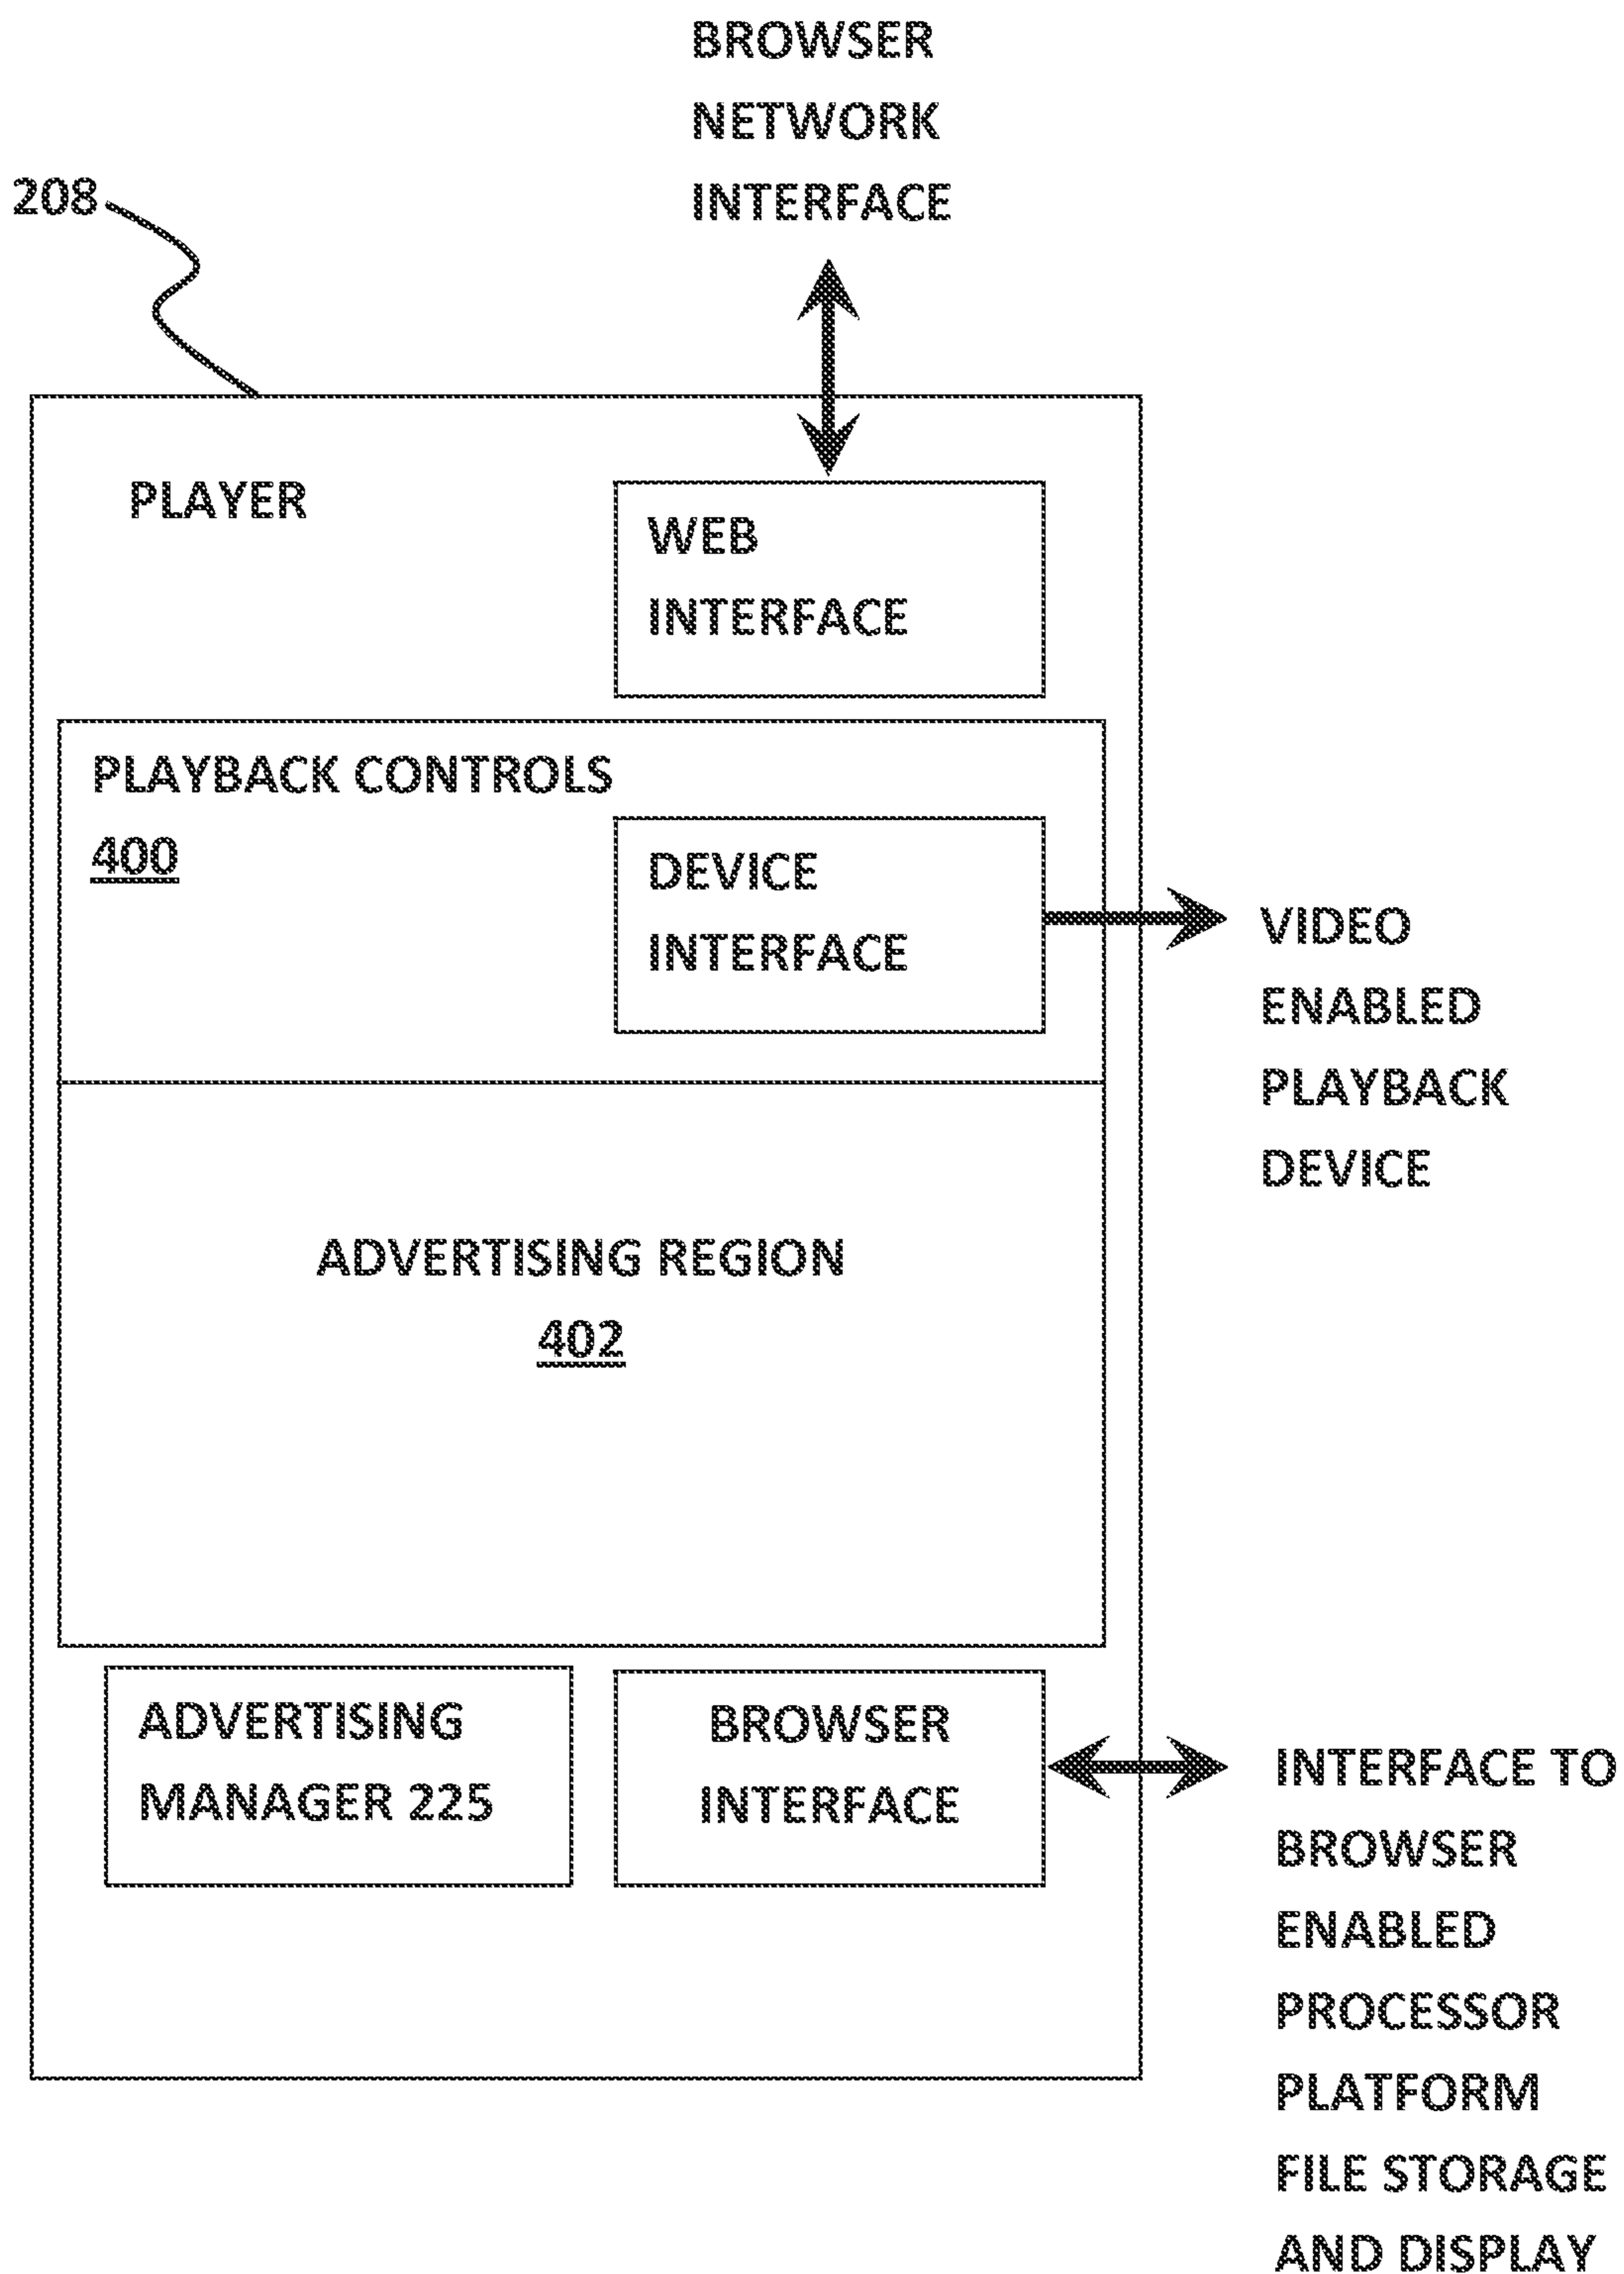 BROWSER
NETWORK
INTERFACE
208
PLAYER
WEB
INTERFACE
PLAYBACK CONTROLS
400
DEVICE
INTERFACE
VIDEO
ENABLED
PLAYBACK
DEVICE
ADVERTISING REGION
402
ADVERTISING
MANAGER 225
BROWSER
INTERFACE
INTERFACE TO
BROWSER
ENABLED
PROCESSOR
PLATFORM
FILE STORAGE
AND DISPLAY